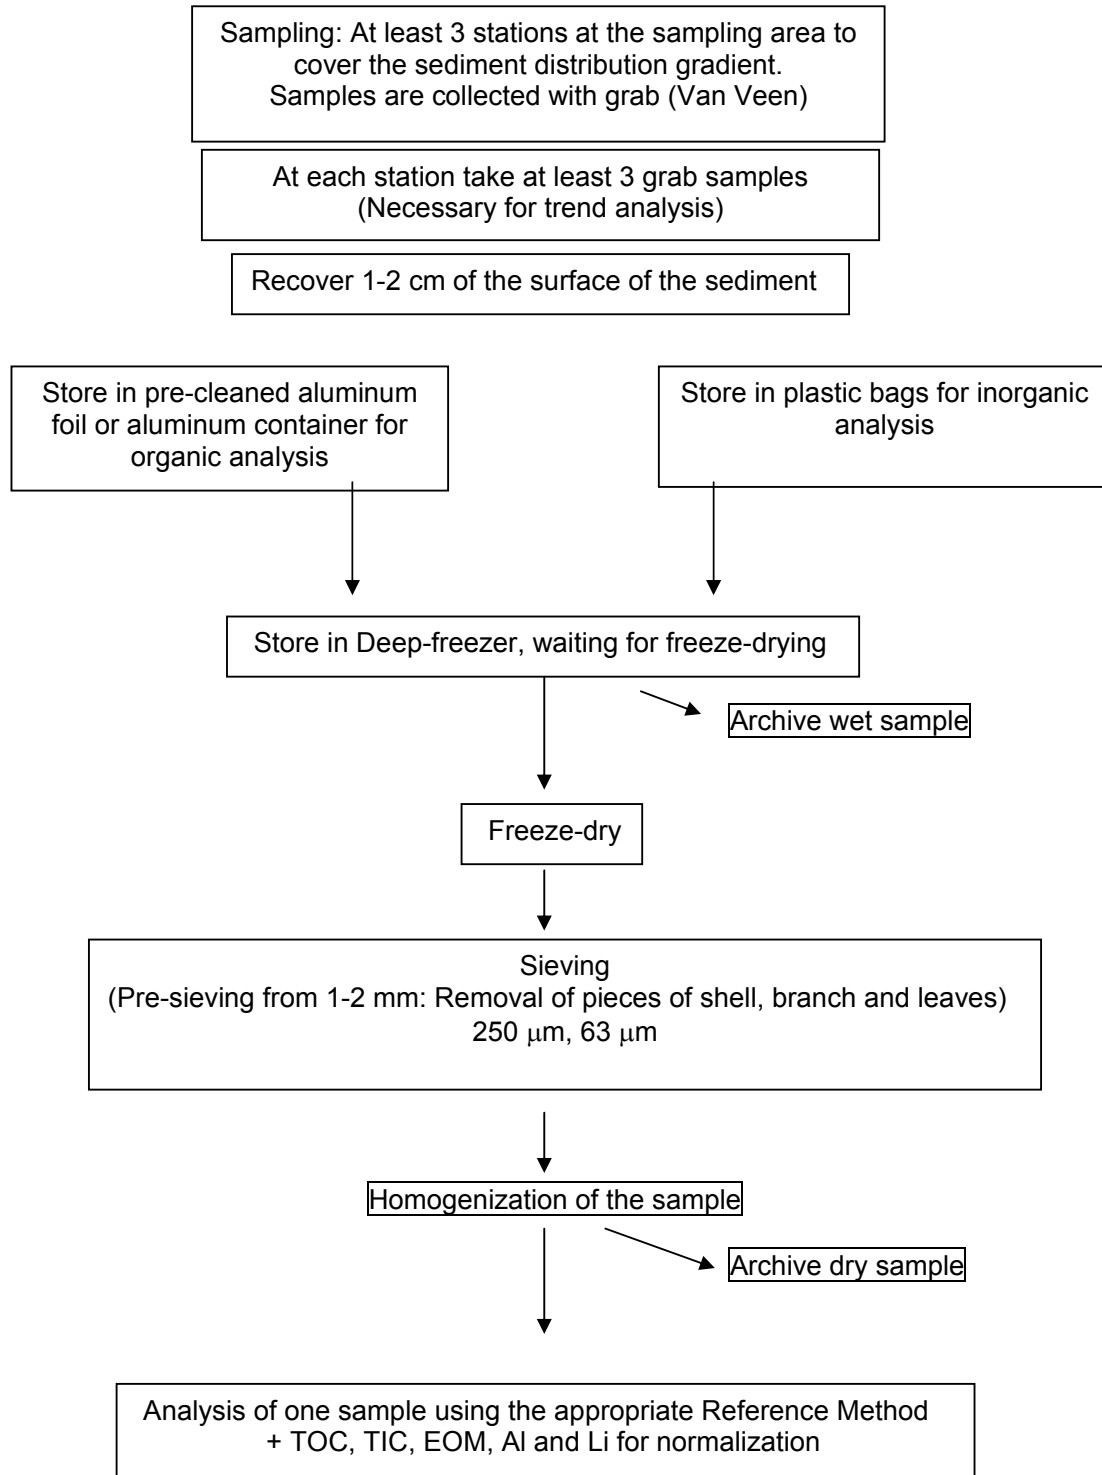 Sampling: At least 3 stations at the sampling area to
cover the sediment distribution gradient.
Samples are collected with grab (Van Veen)
At each station take at least 3 grab samples
(Necessary for trend analysis)
Recover 1-2 cm of the surface of the sediment
Store in pre-cleaned aluminum
foil or aluminum container for
organic analysis
Store in plastic bags for inorganic
analysis
Store in Deep-freezer, waiting for freeze-drying
Archive wet sample
Freeze-dry
Sieving
(Pre-sieving from 1-2 mm: Removal of pieces of shell, branch and leaves)
250 μm, 63 μm
Homogenization of the sample
Archive dry sample
Analysis of one sample using the appropriate Reference Method
+ TOC, TIC, EOM, Al and Li for normalization